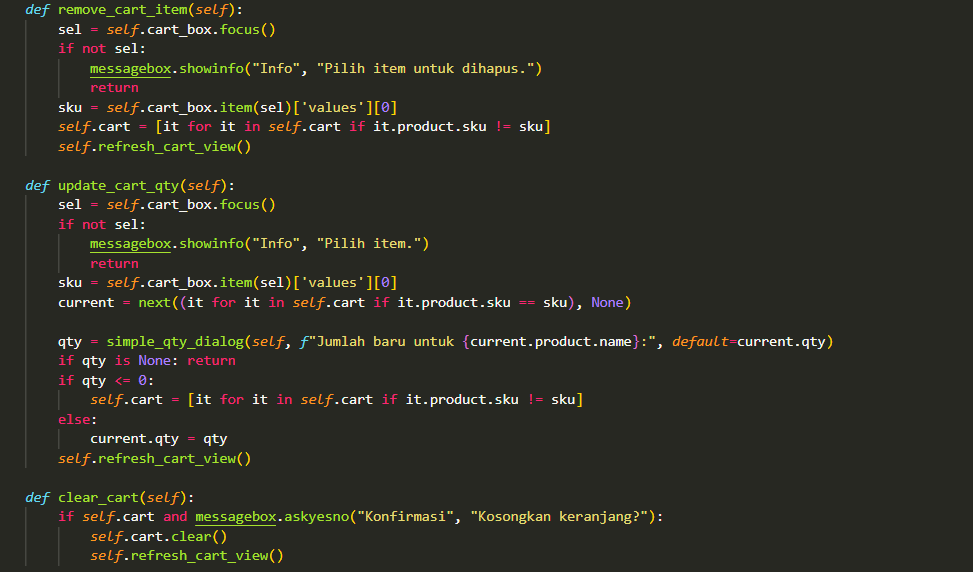 def remove_cart_item(self):
    sel = self.cart_box.focus()
    if not sel:
        messagebox.showinfo("Info", "Pilih item untuk dihapus.")
        return
    sku = self.cart_box.item(sel)['values'][0]
    self.cart = [it for it in self.cart if it.product.sku != sku]
    self.refresh_cart_view()

def update_cart_qty(self):
    sel = self.cart_box.focus()
    if not sel:
        messagebox.showinfo("Info", "Pilih item.")
        return
    sku = self.cart_box.item(sel)['values'][0]
    current = next((it for it in self.cart if it.product.sku == sku), None)

    qty = simple_qty_dialog(self, f"Jumlah baru untuk {current.product.name}:", default=current.qty)
    if qty is None: return
    if qty <= 0:
        self.cart = [it for it in self.cart if it.product.sku != sku]
    else:
        current.qty = qty
    self.refresh_cart_view()

def clear_cart(self):
    if self.cart and messagebox.askyesno("Konfirmasi", "Kosongkan keranjang?"):
        self.cart.clear()
        self.refresh_cart_view()